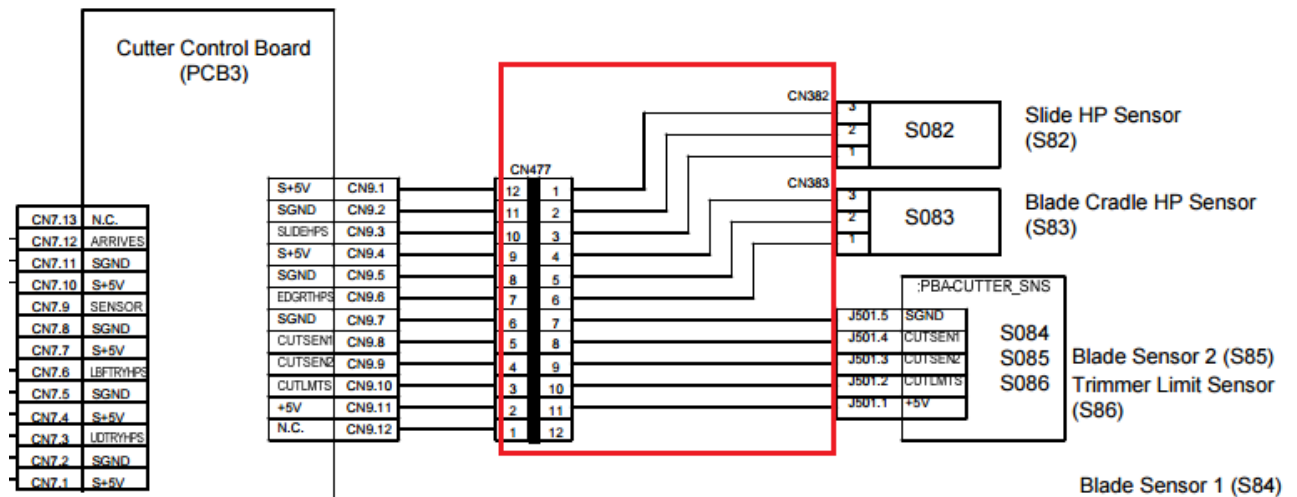 Cutter Control Board
(PCB3)
CN7.13 N.C.
CN7.12 ARRIVES
CN7.11 SGND
CN7.10 S+5V
CN7.9 SENSOR
CN7.8 SGND
CN7.7 S+5V
CN7.6 LBFTRYHPS
CN7.5 SGND
CN7.4 S+5V
CN7.3 UDTRYHPS
CN7.2 SGND
CN7.1 S+5V
S+5V CN9.1
SGND CN9.2
SLIDEHPS CN9.3
S+5V CN9.4
SGND CN9.5
EDGRTHPS CN9.6
SGND CN9.7
CUTSEN1 CN9.8
CUTSEN2 CN9.9
CUTLMTS CN9.10
+5V CN9.11
N.C. CN9.12
CN477
12 1
11 2
10 3
9 4
8 5
7 6
6 7
5 8
4 9
3 10
2 11
1 12
CN382
3
2
1
S082
Slide HP Sensor
(S82)
CN383
3
2
1
S083
Blade Cradle HP Sensor
(S83)
:PBA-CUTTER_SNS
J501.5 SGND
J501.4 CUTSEN1
J501.3 CUTSEN2
J501.2 CUTLMTS
J501.1 +5V
S084
S085
S086
Blade Sensor 2 (S85)
Trimmer Limit Sensor
(S86)
Blade Sensor 1 (S84)